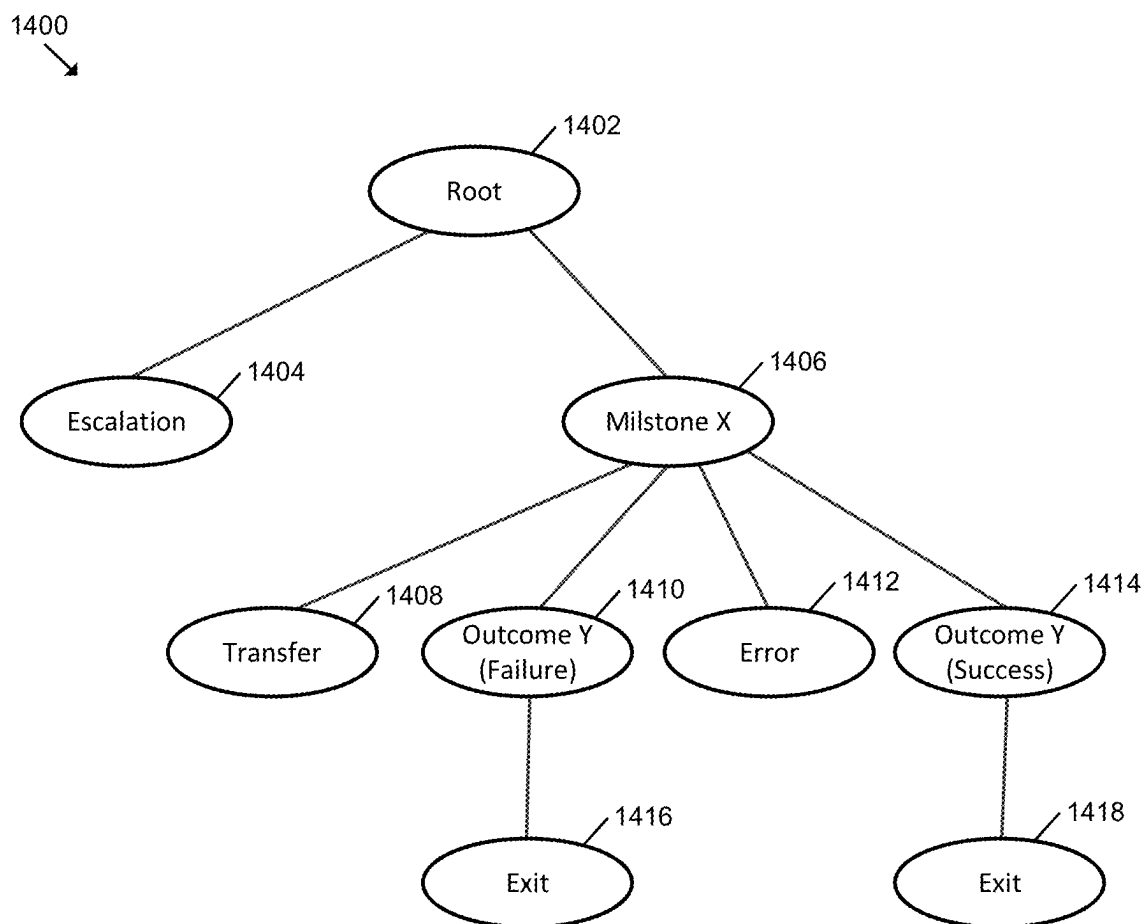 1400
1402
Root
1404
1406
Escalation
Milstone X
1408
1410
1412
1414
Transfer
Outcome Y
(Failure)
Error
Outcome Y
(Success)
1416
1418
Exit
Exit